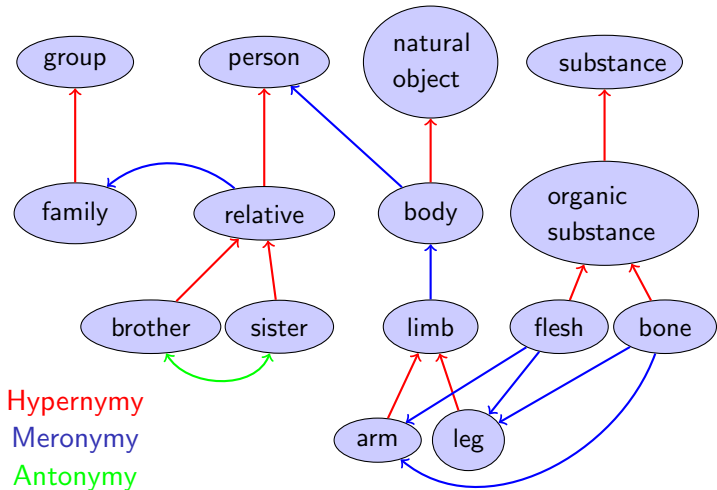 group
person
natural
object
substance
family
relative
body
organic
substance
brother
sister
limb
flesh
bone
Hypernymy
Meronymy
Antonymy
arm
leg